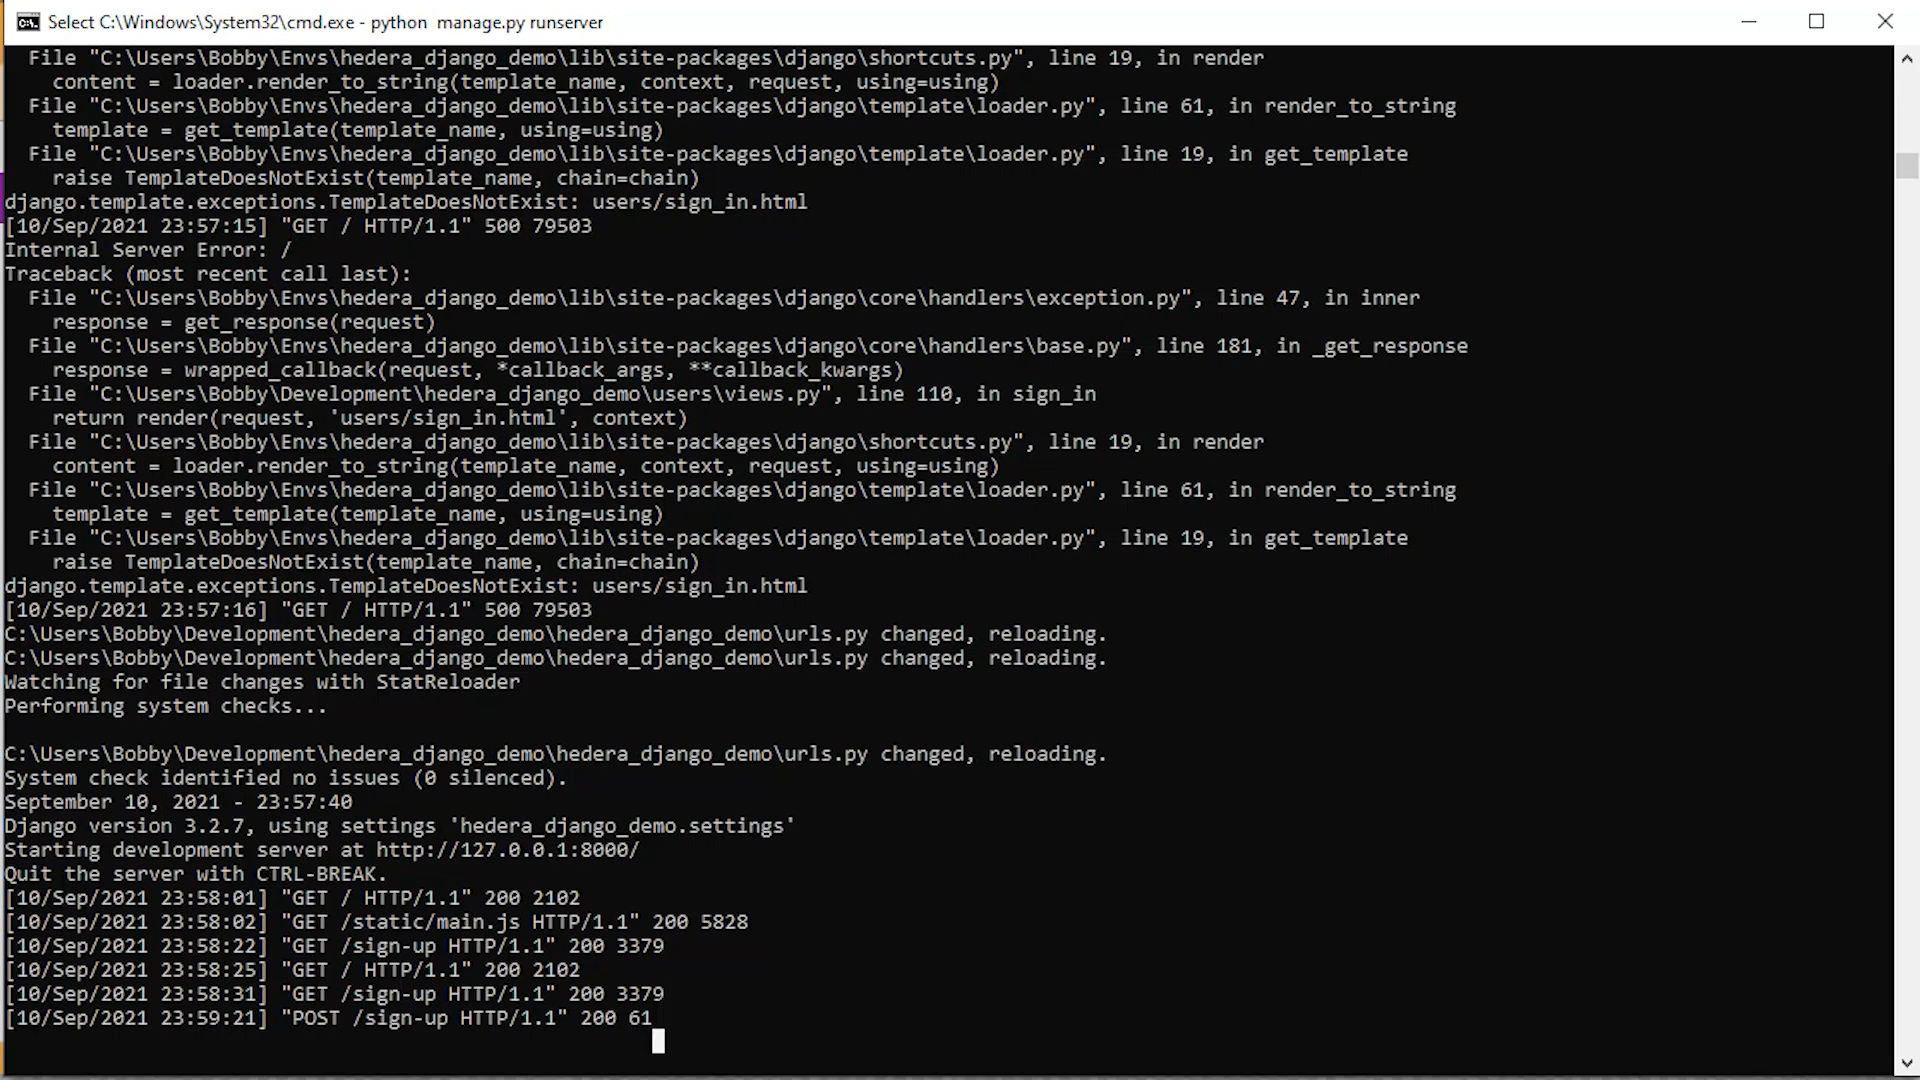 Select C:\Windows\System32\cmd.exe - python  manage.py runserver
  File "C:\Users\Bobby\Envs\hedera_django_demo\lib\site-packages\django\shortcuts.py", line 19, in render
    content = loader.render_to_string(template_name, context, request, using=using)
  File "C:\Users\Bobby\Envs\hedera_django_demo\lib\site-packages\django\template\loader.py", line 61, in render_to_string
    template = get_template(template_name, using=using)
  File "C:\Users\Bobby\Envs\hedera_django_demo\lib\site-packages\django\template\loader.py", line 19, in get_template
    raise TemplateDoesNotExist(template_name, chain=chain)
django.template.exceptions.TemplateDoesNotExist: users/sign_in.html
[10/Sep/2021 23:57:15] "GET / HTTP/1.1" 500 79503
Internal Server Error: /
Traceback (most recent call last):
  File "C:\Users\Bobby\Envs\hedera_django_demo\lib\site-packages\django\core\handlers\exception.py", line 47, in inner
    response = get_response(request)
  File "C:\Users\Bobby\Envs\hedera_django_demo\lib\site-packages\django\core\handlers\base.py", line 181, in _get_response
    response = wrapped_callback(request, *callback_args, **callback_kwargs)
  File "C:\Users\Bobby\Development\hedera_django_demo\users\views.py", line 110, in sign_in
    return render(request, 'users/sign_in.html', context)
  File "C:\Users\Bobby\Envs\hedera_django_demo\lib\site-packages\django\shortcuts.py", line 19, in render
    content = loader.render_to_string(template_name, context, request, using=using)
  File "C:\Users\Bobby\Envs\hedera_django_demo\lib\site-packages\django\template\loader.py", line 61, in render_to_string
    template = get_template(template_name, using=using)
  File "C:\Users\Bobby\Envs\hedera_django_demo\lib\site-packages\django\template\loader.py", line 19, in get_template
    raise TemplateDoesNotExist(template_name, chain=chain)
django.template.exceptions.TemplateDoesNotExist: users/sign_in.html
[10/Sep/2021 23:57:16] "GET / HTTP/1.1" 500 79503
C:\Users\Bobby\Development\hedera_django_demo\hedera_django_demo\urls.py changed, reloading.
C:\Users\Bobby\Development\hedera_django_demo\hedera_django_demo\urls.py changed, reloading.
Watching for file changes with StatReloader
Performing system checks...

C:\Users\Bobby\Development\hedera_django_demo\hedera_django_demo\urls.py changed, reloading.
System check identified no issues (0 silenced).
September 10, 2021 - 23:57:40
Django version 3.2.7, using settings 'hedera_django_demo.settings'
Starting development server at http://127.0.0.1:8000/
Quit the server with CTRL-BREAK.
[10/Sep/2021 23:58:01] "GET / HTTP/1.1" 200 2102
[10/Sep/2021 23:58:02] "GET /static/main.js HTTP/1.1" 200 5828
[10/Sep/2021 23:58:22] "GET /sign-up HTTP/1.1" 200 3379
[10/Sep/2021 23:58:25] "GET / HTTP/1.1" 200 2102
[10/Sep/2021 23:58:31] "GET /sign-up HTTP/1.1" 200 3379
[10/Sep/2021 23:59:21] "POST /sign-up HTTP/1.1" 200 61